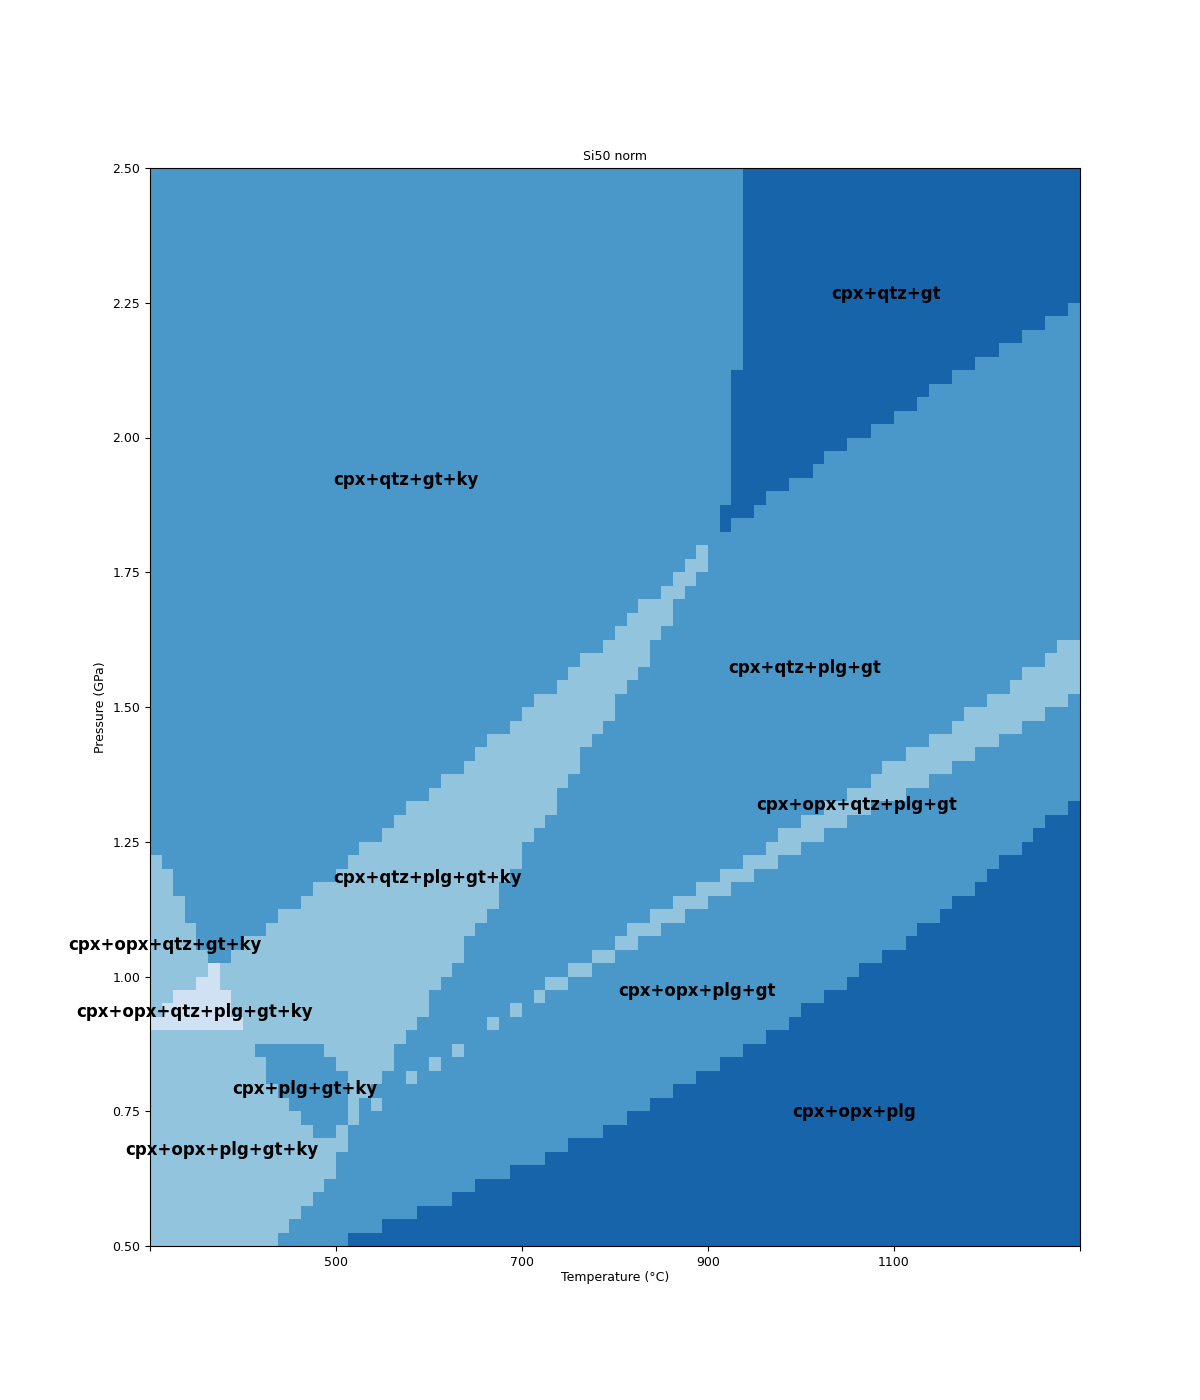 Si50 norm
2.50
cpx+qtz+gt
2.25
2.00
cpx+qtz+gt+ky
1.75
cpx+qtz+plg+gt
1.50
Pressure (GPa)
cpx+opx+qtz+plg+gt
1.25
cpx+qtz+plg+gt+ky
cpx+opx+qtz+gt+ky
1.00
cpx+opx+plg+gt
cpx+opx+qtz+plg+gt+ky
cpx+plg+gt+ky
0.75
cpx+opx+plg
cpx+opx+plg+gt+ky
0.50
500 700 900 1100
Temperature (°C)